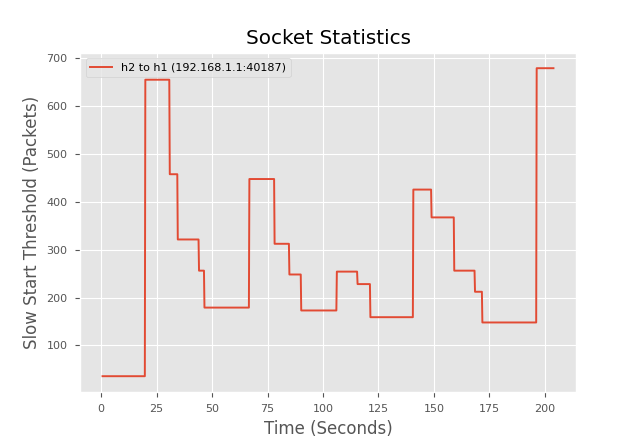 Socket Statistics
h2 to h1 (192.168.1.1:40187)
Slow Start Threshold (Packets)
700
600
500
400
300
200
100
0 25 50 75 100 125 150 175 200
Time (Seconds)